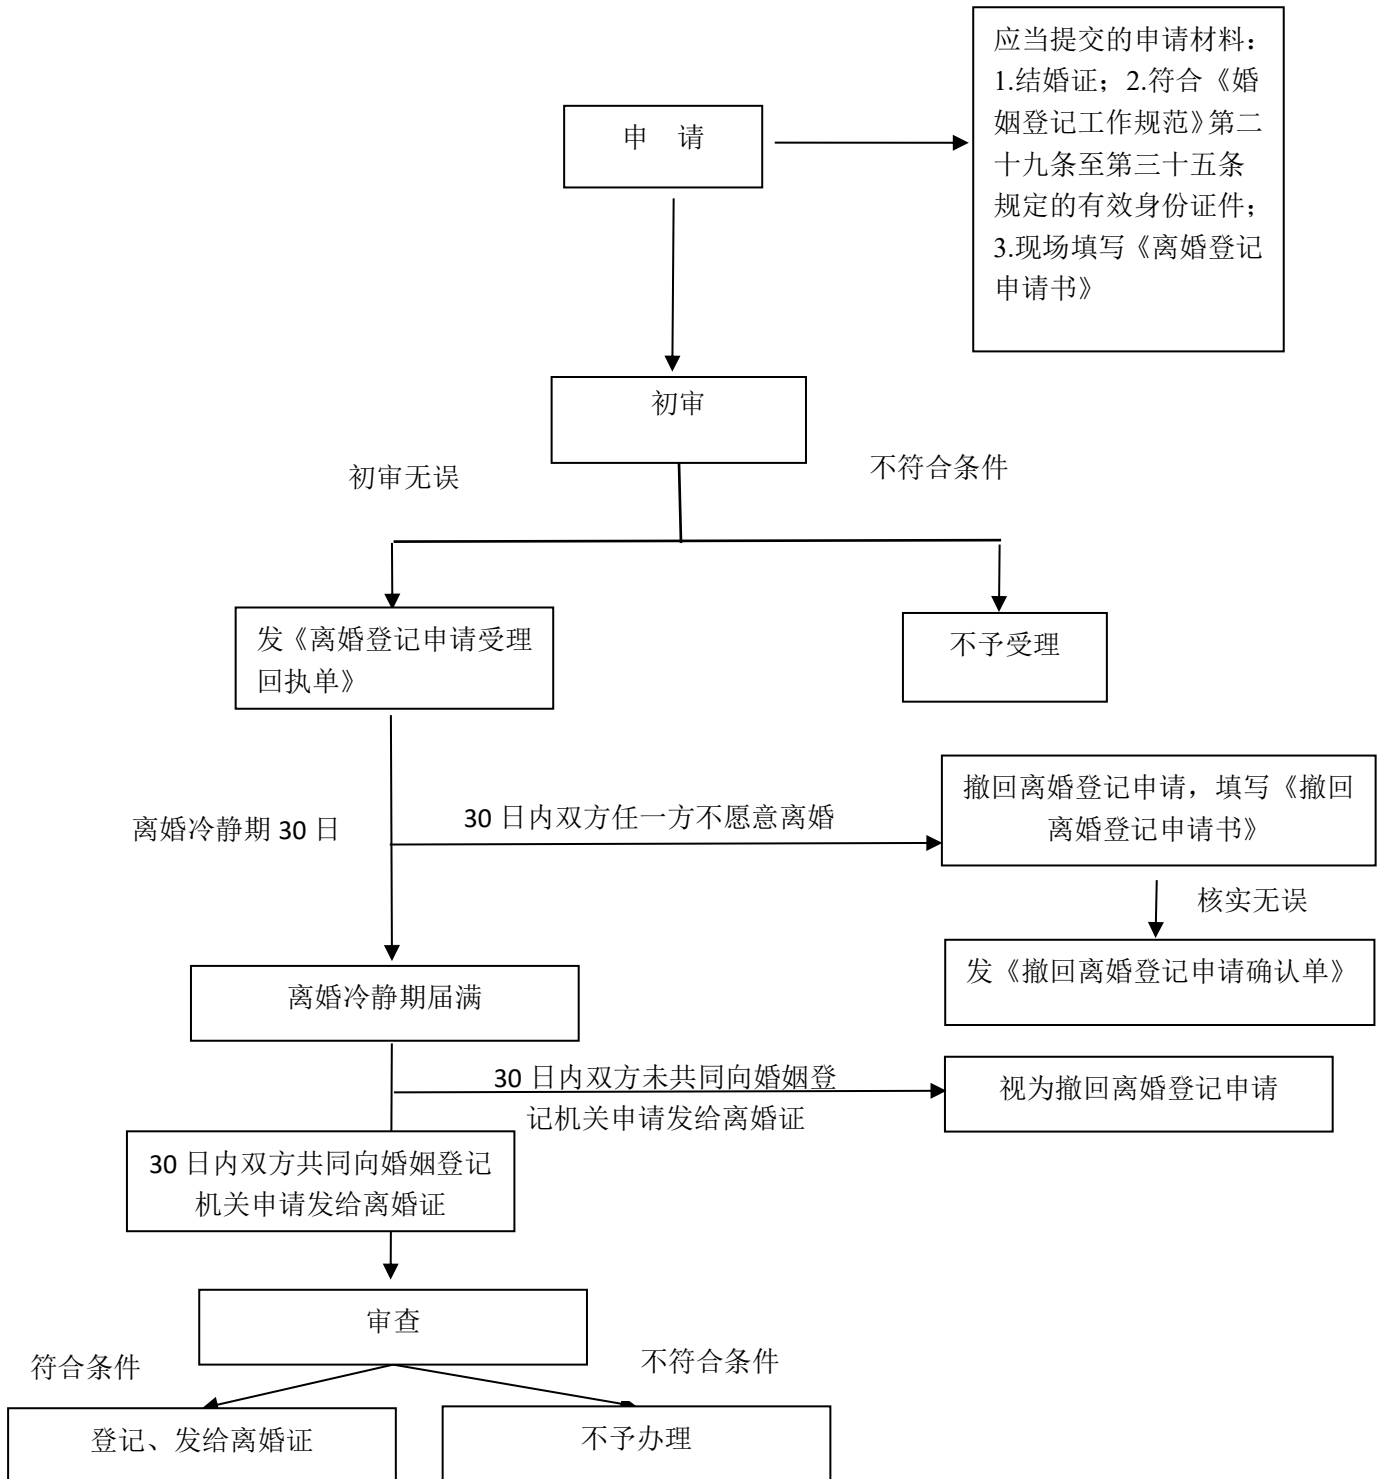 应当提交的申请材料：
1.结婚证；2.符合《婚
姻登记工作规范》第二
十九条至第三十五条
规定的有效身份证件；
3.现场填写《离婚登记
申请书》
申 请
初审
初审无误
不符合条件
发《离婚登记申请受理
回执单》
不予受理
离婚冷静期 30 日
30 日内双方任一方不愿意离婚
撤回离婚登记申请，填写《撤回
离婚登记申请书》
核实无误
发《撤回离婚登记申请确认单》
离婚冷静期届满
30 日内双方未共同向婚姻登
记机关申请发给离婚证
视为撤回离婚登记申请
30 日内双方共同向婚姻登记
机关申请发给离婚证
审查
符合条件
不符合条件
登记、发给离婚证
不予办理